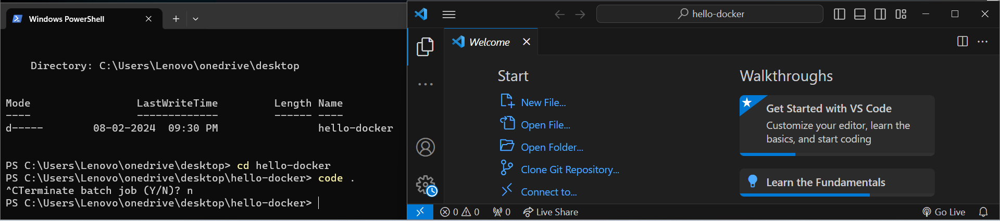 Windows PowerShell
Directory: C:\Users\Lenovo\onedrive\desktop
Mode LastWriteTime Length Name
---- ------------- ------ ----
d----- 08-02-2024 09:30 PM hello-docker
PS C:\Users\Lenovo\onedrive\desktop> cd hello-docker
PS C:\Users\Lenovo\onedrive\desktop\hello-docker> code .
^CTerminate batch job (Y/N)? n
PS C:\Users\Lenovo\onedrive\desktop\hello-docker>
hello-docker
Welcome
Start
New File...
Open File...
Open Folder...
Clone Git Repository...
Connect to...
Walkthroughs
Get Started with VS Code
Customize your editor, learn the
basics, and start coding
Learn the Fundamentals
0 0 0 Live Share
Go Live